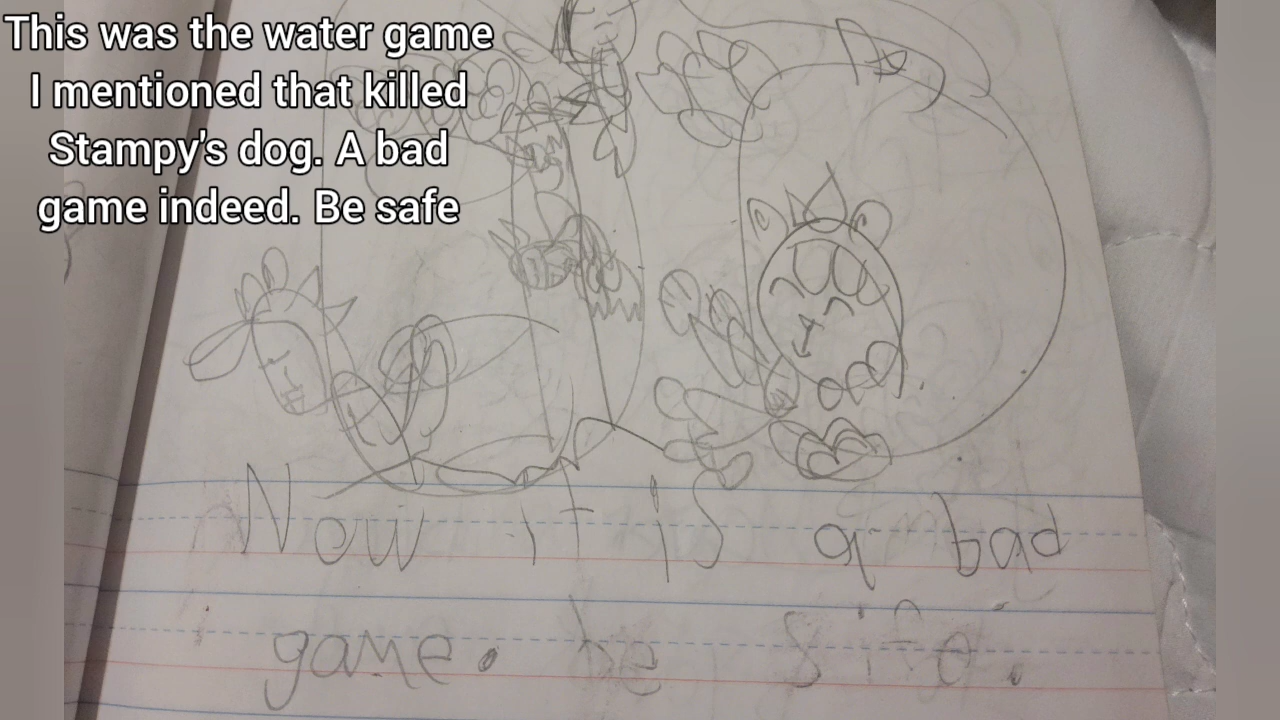 This was the water game
I mentioned that killed
Stampy's dog. A bad
game indeed. Be safe
Now it is a bad
game. be sife.